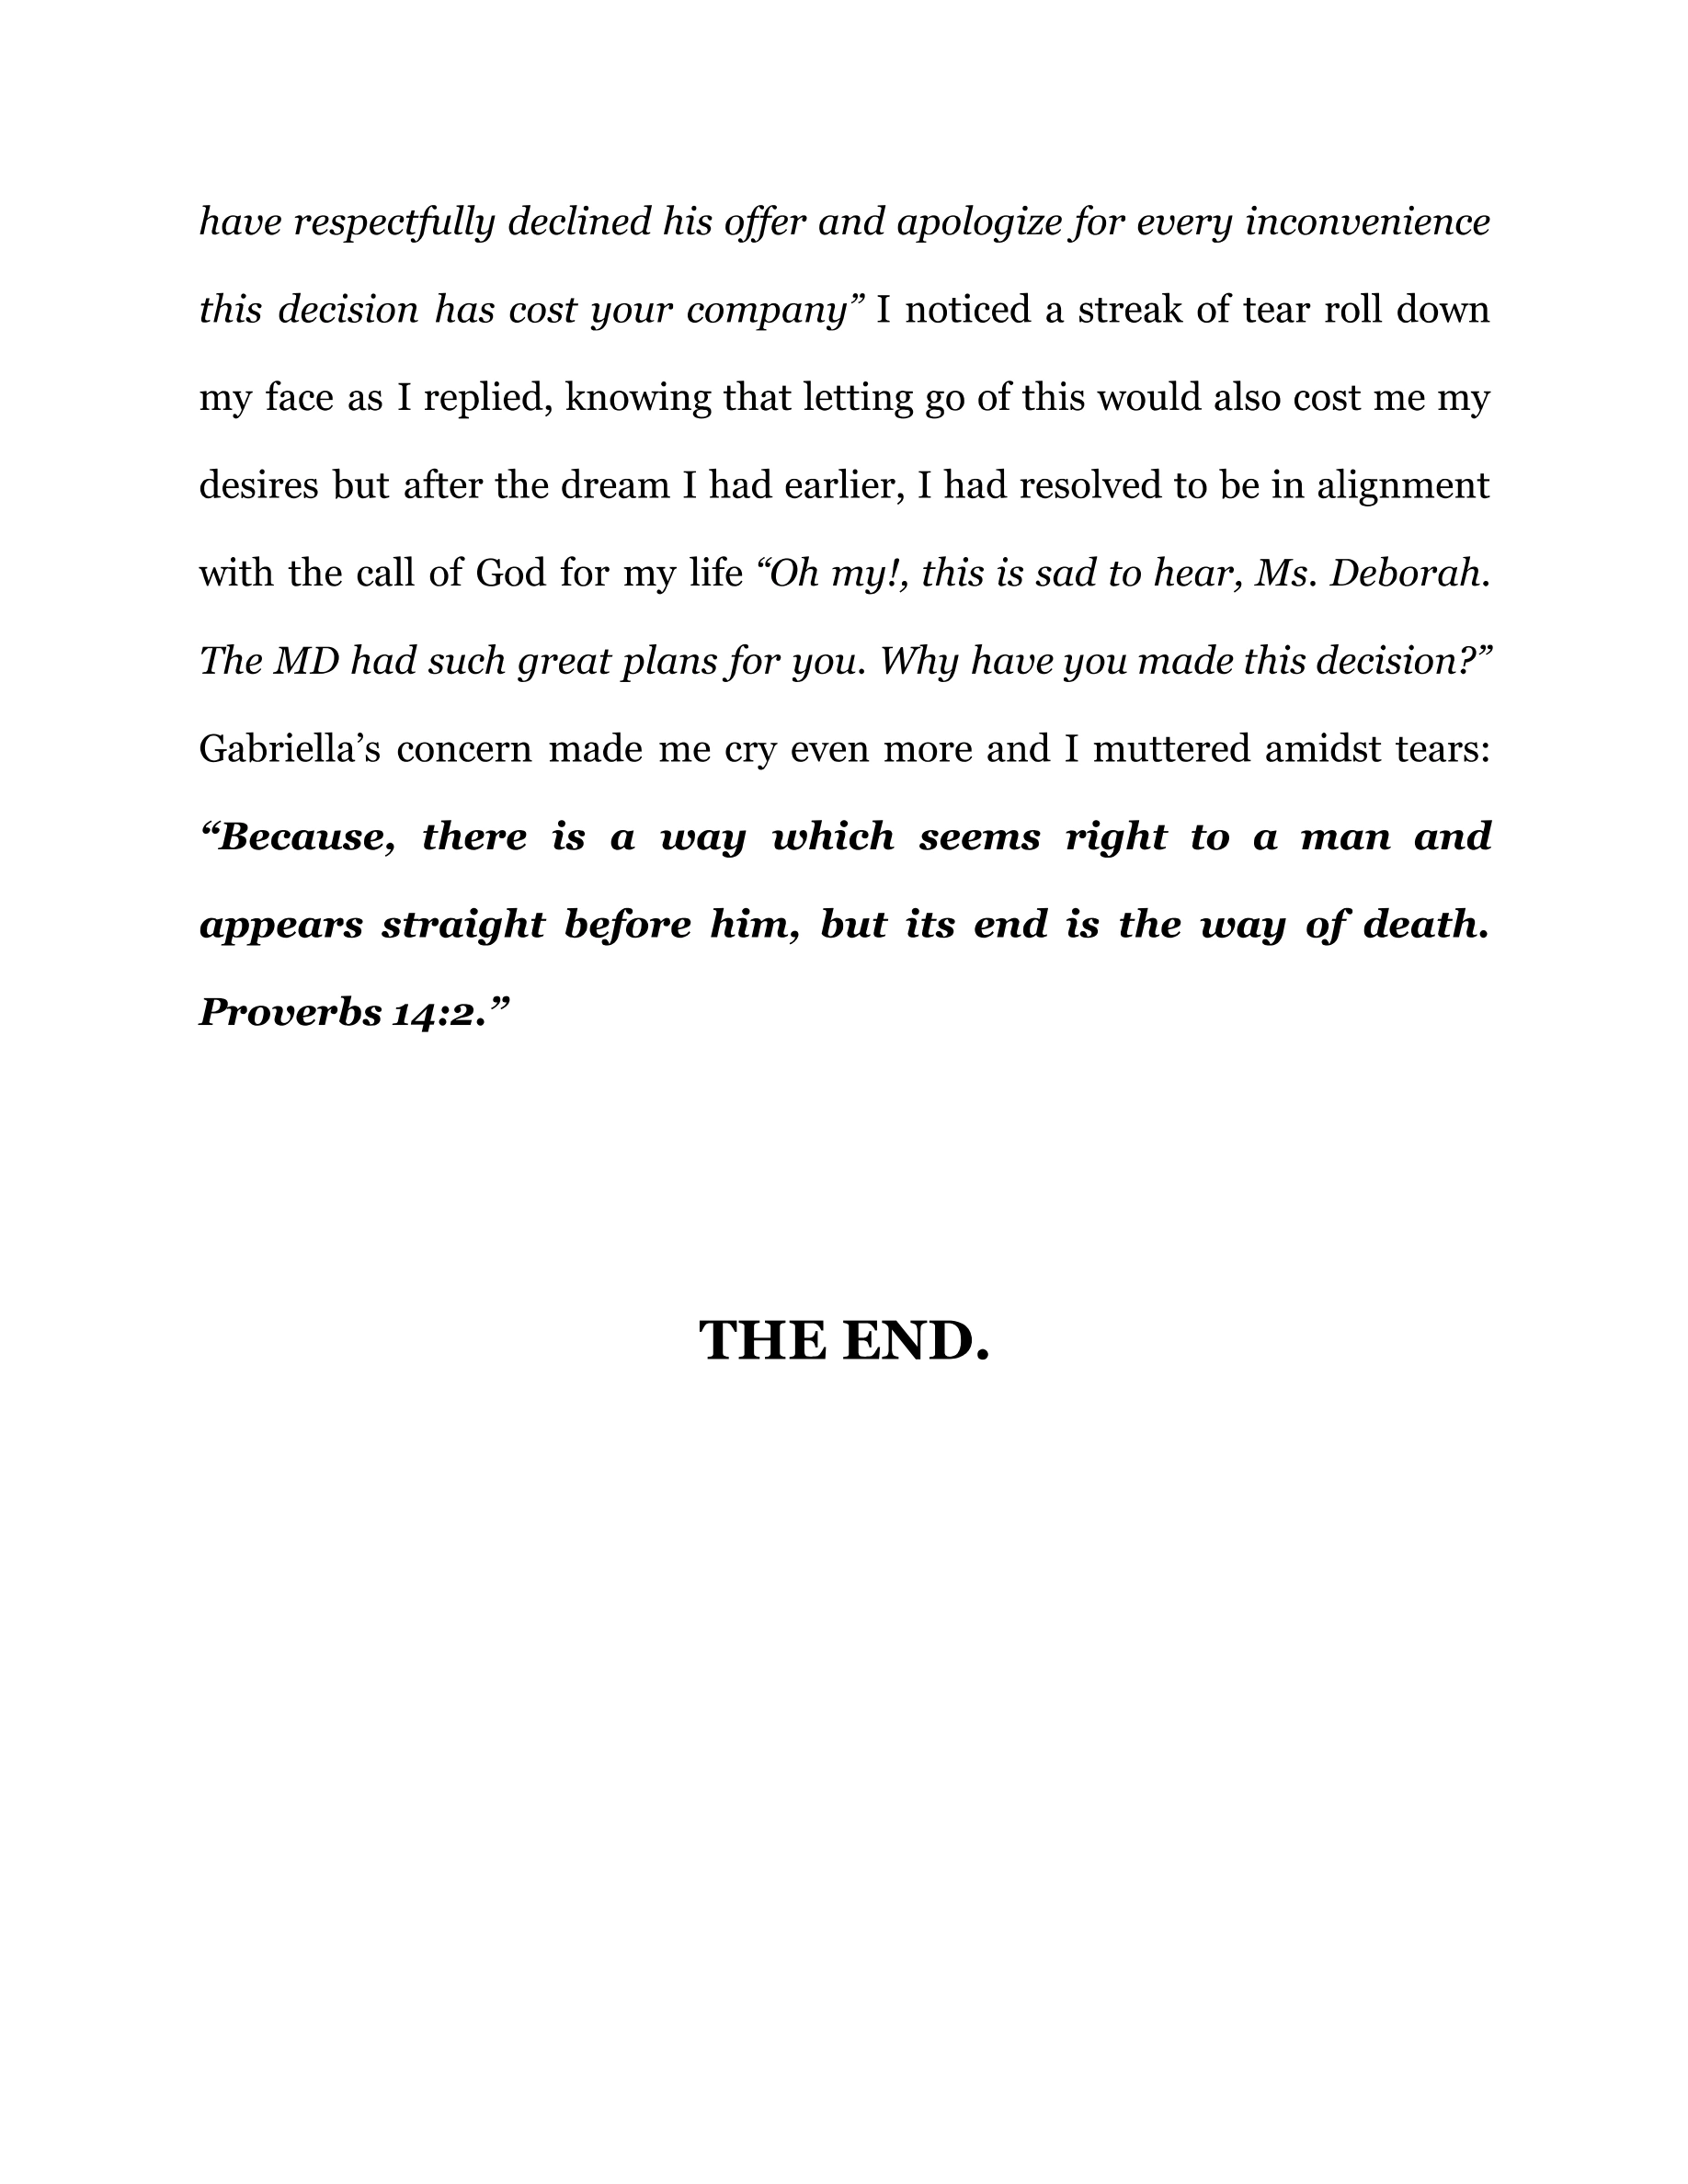 have respectfully declined his offer and apologize for every inconvenience
this decision has cost your company” I noticed a streak of tear roll down
my face as I replied, knowing that letting go of this would also cost me my
desires but after the dream I had earlier, I had resolved to be in alignment
with the call of God for my life “Oh my!, this is sad to hear, Ms. Deborah.
The MD had such great plans for you. Why have you made this decision?”
Gabriella’s concern made me cry even more and I muttered amidst tears:
“Because, there is a way which seems right to a man and
appears straight before him, but its end is the way of death.
Proverbs 14:2.”
THE END.